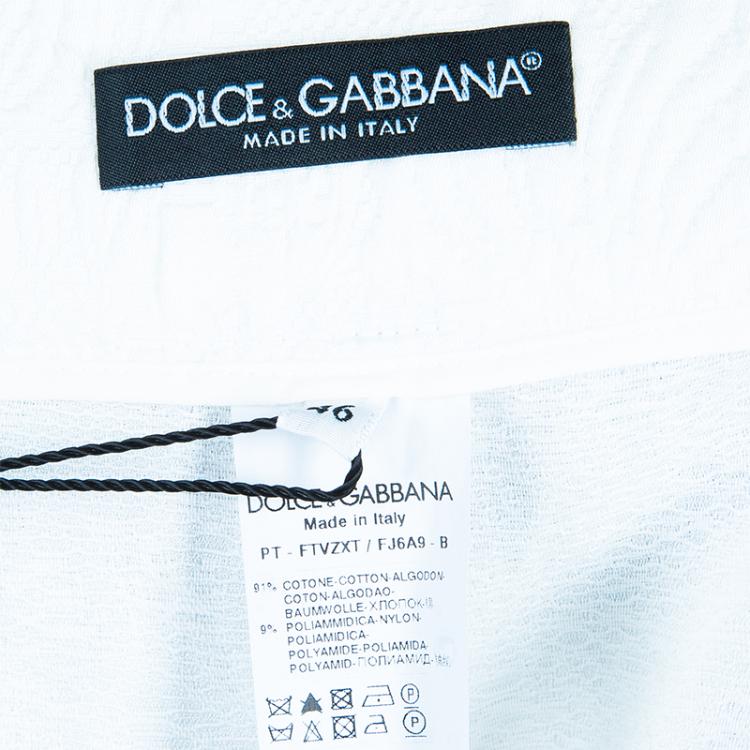 DOLCE & GABBANA®
MADE IN ITALY
46
DOLCE & GABBANA
Made in Italy
PT - FTVZXT / FJ6A9 - B
91% COTONE-COTTON-ALGODON-
COTON-ALGODAO-
BAUMWOLLE-ХЛОПОК-
9% POLIAMMIDICA-NYLON-
POLIAMIDICA-
POLYAMIDE-POLIAMIDA-
POLYAMID-ПОЛИАМИД-
P
P